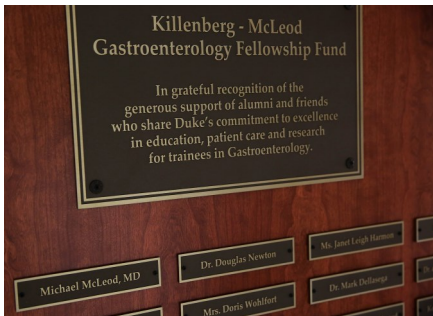 Killenberg - McLeod
Gastroenterology Fellowship Fund
In grateful recognition of the
generous support of alumni and friends
who share Duke's commitment to excellence
in education, patient care and research
for trainees in Gastroenterology.
Michael McLeod, MD
Dr. Douglas Newton
Ms. Janet Leigh Harmon
Mrs. Doris Wohlfort
Dr. Mark Dellasega